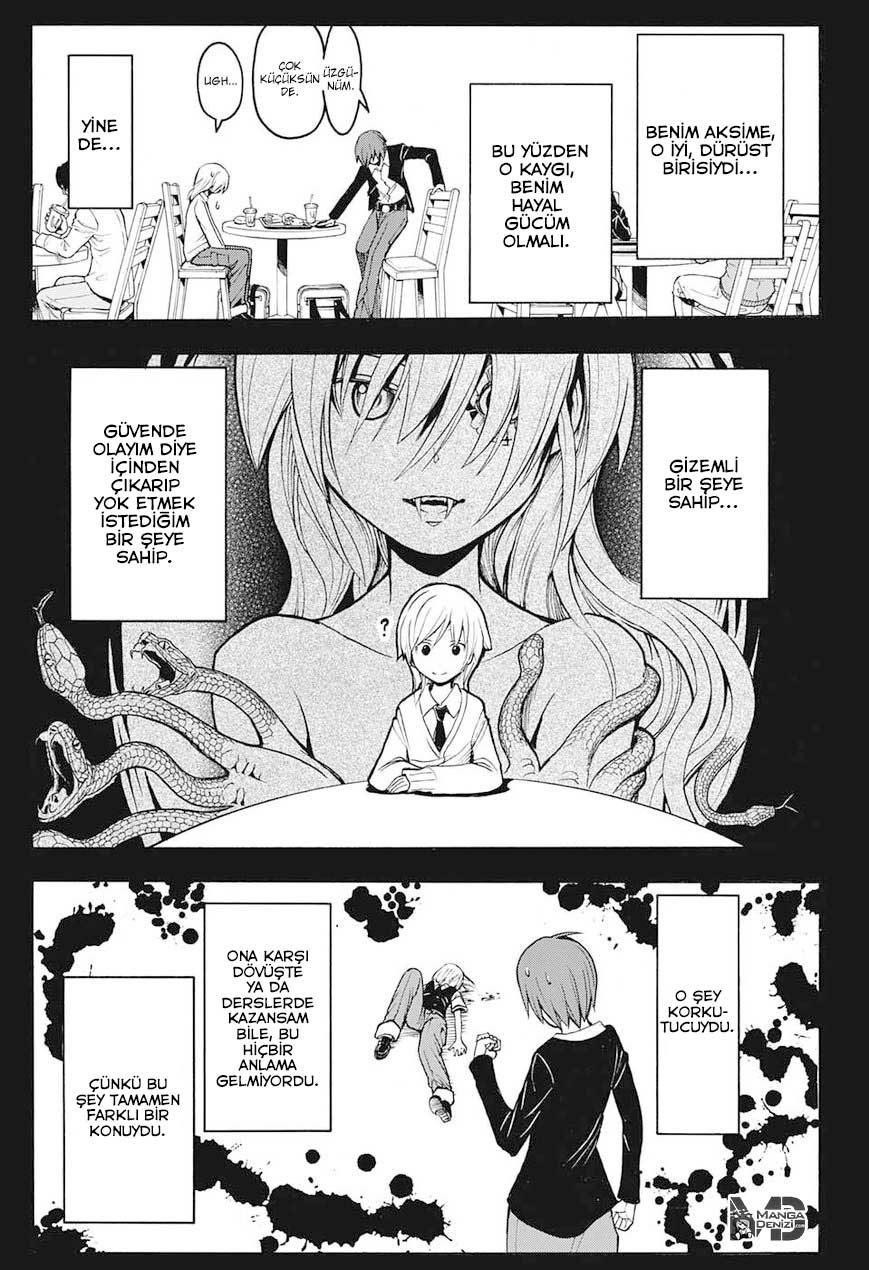 BENİM AKSİME,
O İYİ, DÜRÜST
BİRİSİYDİ...
BU YÜZDEN
O KAYGI,
BENİM
HAYAL
GÜCÜM
OLMALI.
ÜZGÜ-
NÜM.
ÇOK
KÜÇÜKSÜN
DE.
UGH...
YİNE
DE...
GİZEMLİ
BİR ŞEYE
SAHİP...
GÜVENDE
OLAYIM DİYE
İÇİNDEN
ÇIKARIP
YOK ETMEK
İSTEDİĞİM
BİR ŞEYE
SAHİP.
?
O ŞEY
KORKU-
TUCUYDU.
ONA KARŞI
DÖVÜŞTE
YA DA
DERSLERDE
KAZANSAM
BİLE, BU
HİÇBİR
ANLAMA
GELMİYORDU.
ÇÜNKÜ BU
ŞEY TAMAMEN
FARKLI BİR
KONUYDU.
MANGA
DENİZİ